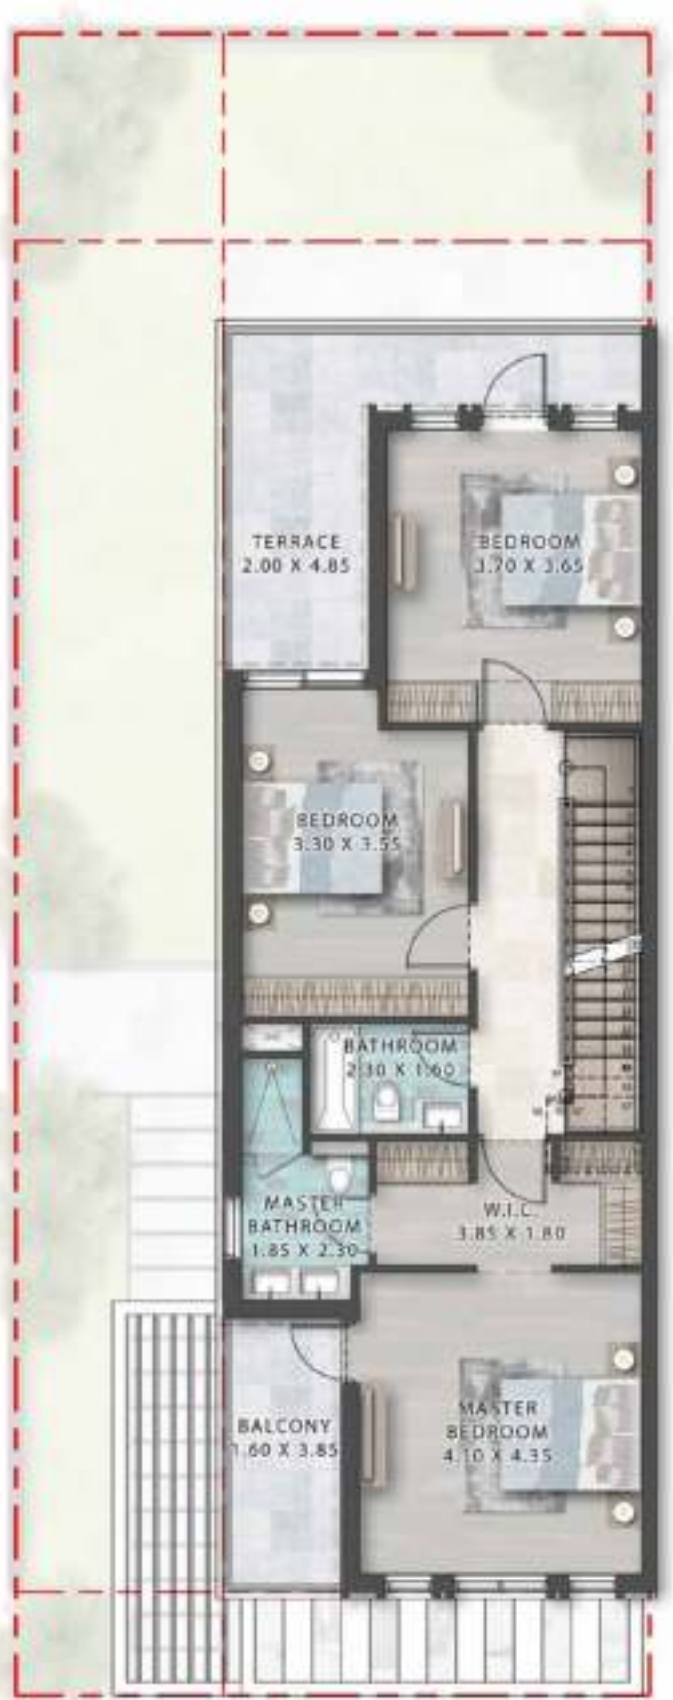 TERRACE
2.00 X 4.85
BEDROOM
3.70 X 3.65
BEDROOM
3.30 X 3.55
BATHROOM
2.30 X 1.60
MASTER
BATHROOM
1.85 X 2.30
W.I.C.
3.85 X 1.80
BALCONY
1.60 X 3.85
MASTER
BEDROOM
4.10 X 4.35